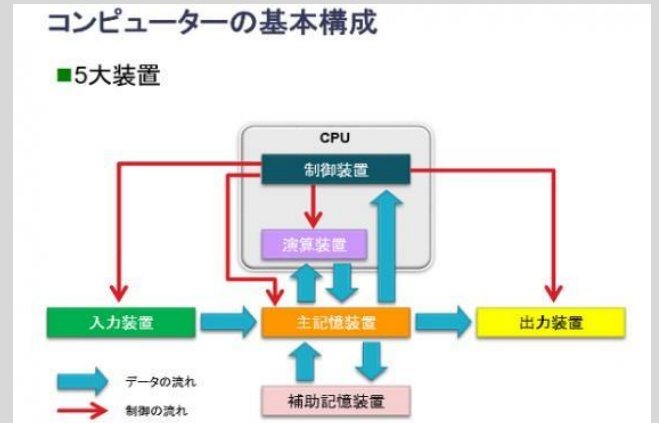 コンピューターの基本構成
■5大装置
CPU
制御装置
演算装置
入力装置
主記憶装置
出力装置
データの流れ
制御の流れ
補助記憶装置